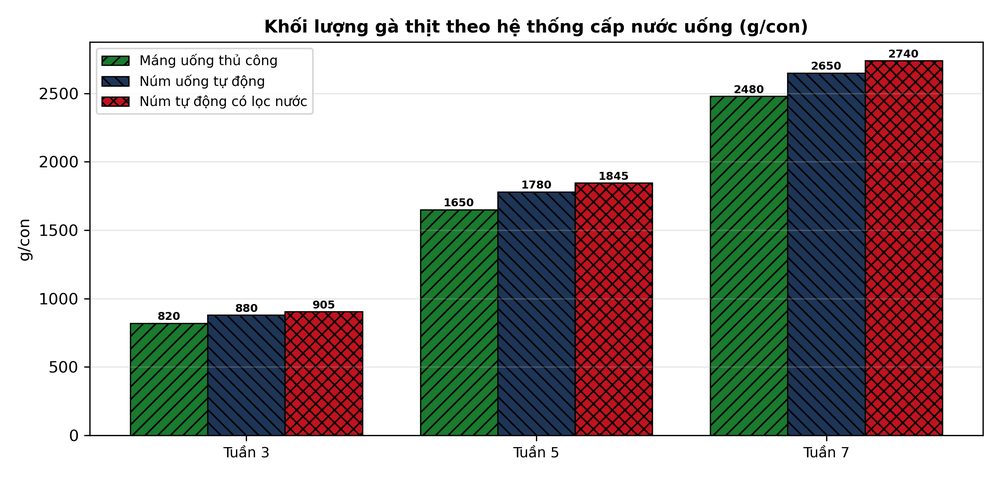 Khối lượng gà thịt theo hệ thống cấp nước uống (g/con)
Máng uống thủ công
Núm uống tự động
Núm tự động có lọc nước
g/con
2500
2000
1500
1000
500
0
820
880
905
1650
1780
1845
2480
2650
2740
Tuần 3
Tuần 5
Tuần 7